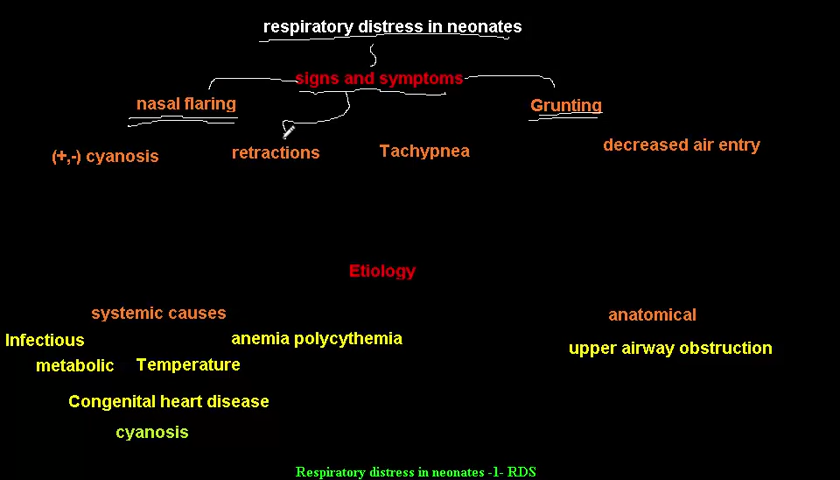 respiratory distress in neonates
signs and symptoms
nasal flaring
Grunting
(+,-) cyanosis
retractions
Tachypnea
decreased air entry
Etiology
systemic causes
anatomical
Infectious
anemia polycythemia
upper airway obstruction
metabolic
Temperature
Congenital heart disease
cyanosis
Respiratory distress in neonates -1- RDS